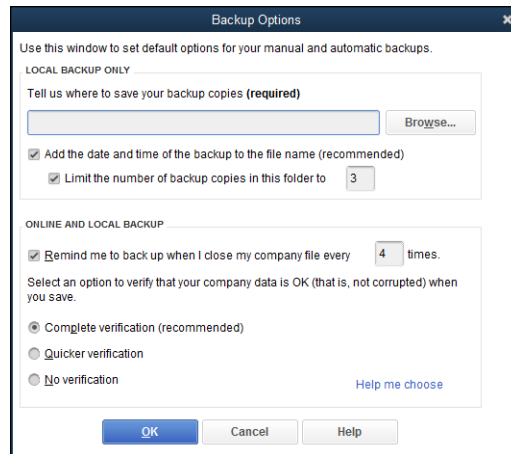 Backup Options
Use this window to set default options for your manual and automatic backups.
LOCAL BACKUP ONLY
Tell us where to save your backup copies (required)
Browse...
Add the date and time of the backup to the file name (recommended)
Limit the number of backup copies in this folder to 3
ONLINE AND LOCAL BACKUP
Remind me to back up when I close my company file every 4 times.
Select an option to verify that your company data is OK (that is, not corrupted) when
you save.
Complete verification (recommended)
Quicker verification
No verification
Help me choose
OK Cancel Help